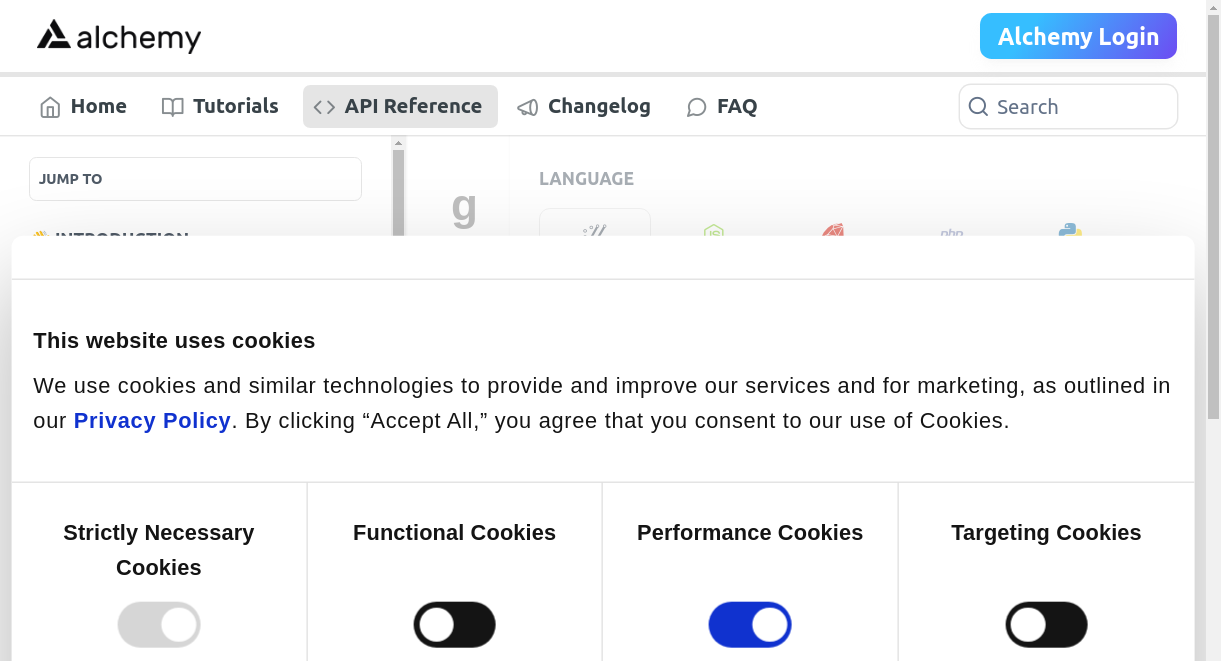 alchemy
Alchemy Login
Home
Tutorials
API Reference
Changelog
FAQ
Search
JUMP TO
LANGUAGE
g
INTRODUCTION
JS
php
This website uses cookies
We use cookies and similar technologies to provide and improve our services and for marketing, as outlined in
our Privacy Policy. By clicking “Accept All,” you agree that you consent to our use of Cookies.
Strictly Necessary
Cookies
Functional Cookies
Performance Cookies
Targeting Cookies